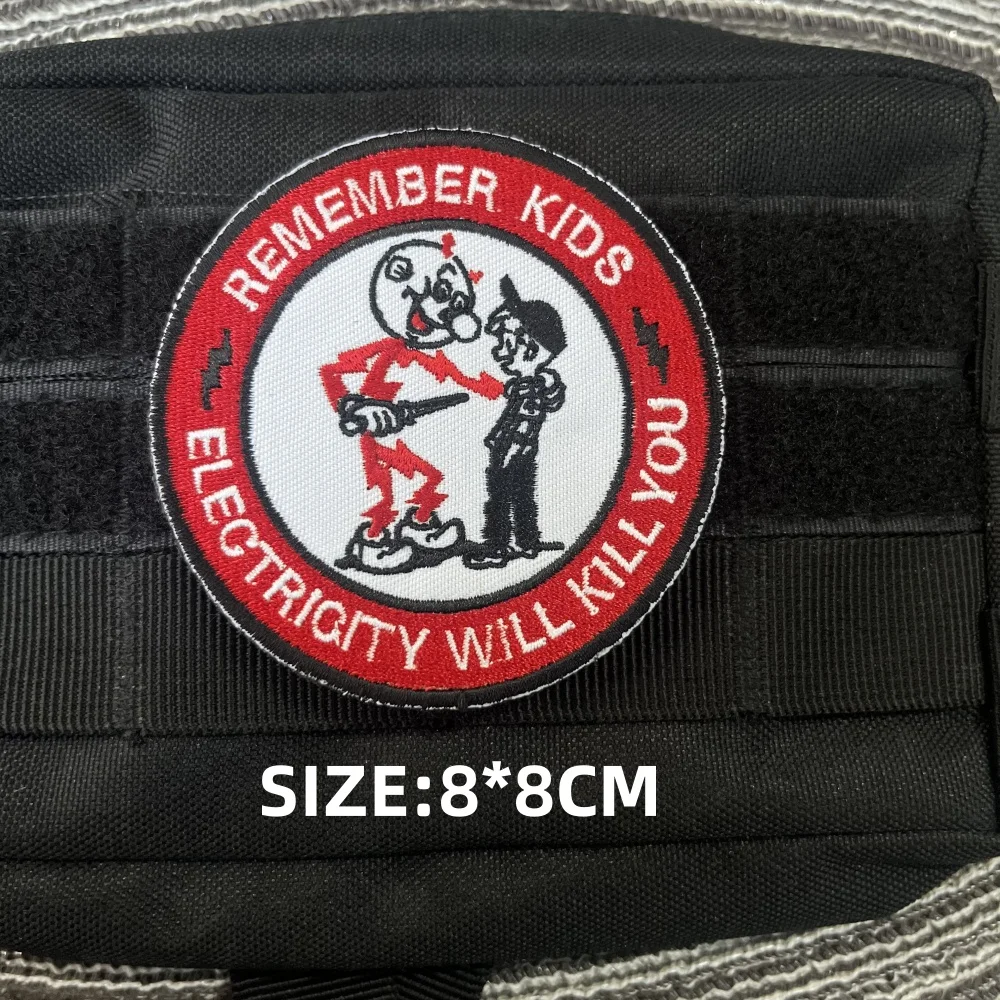 REMEMBER KIDS
ELECTRICITY WILL KILL YOU
SIZE:8*8CM